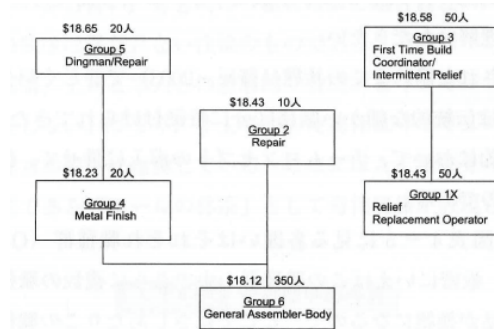 $18.65 20人
Group 5
Dingman/Repair
$18.58 50人
Group 3
First Time Build
Coordinator/
Intermittent Relief
$18.43 10人
Group 2
Repair
$18.23 20人
Group 4
Metal Finish
$18.43 50人
Group 1X
Relief
Replacement Operator
$18.12 350人
Group 6
General Assembler-Body